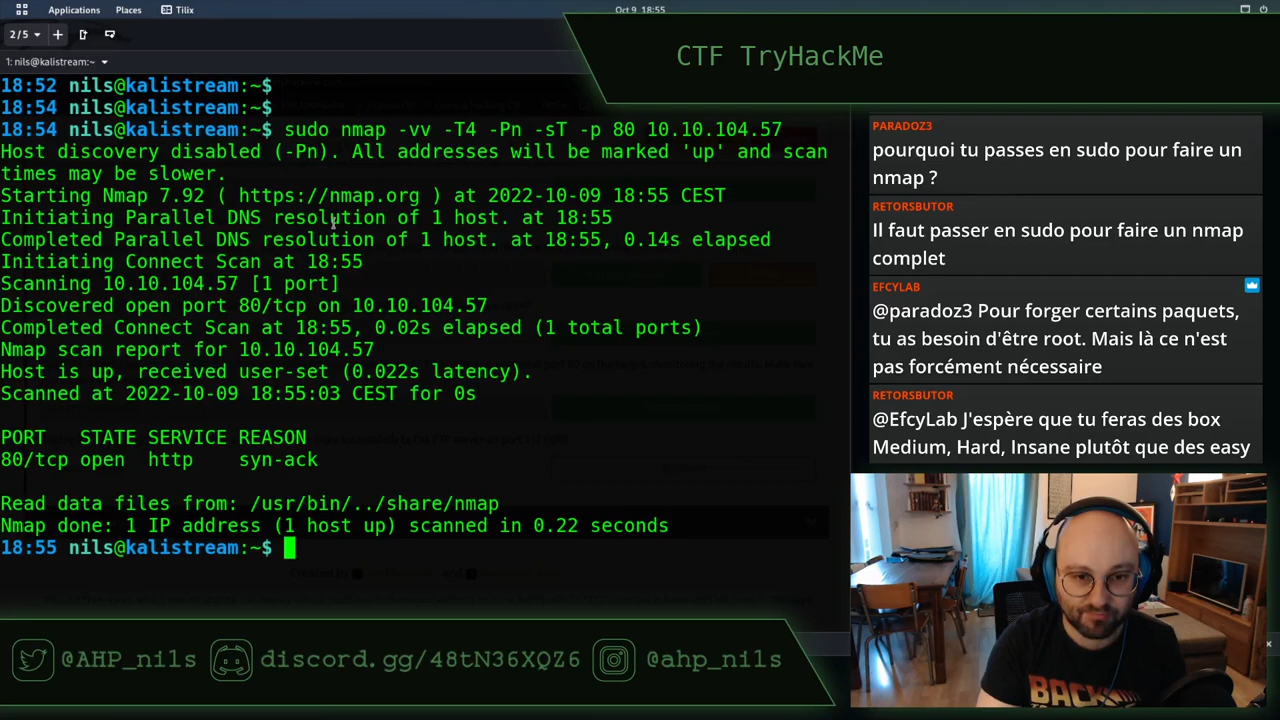 Applications Places Tilix Oct 9 18:55
2/5
1: nils@kalistream:~
CTF TryHackMe
18:52 nils@kalistream:~$
18:54 nils@kalistream:~$
18:54 nils@kalistream:~$ sudo nmap -vv -T4 -Pn -sT -p 80 10.10.104.57
Host discovery disabled (-Pn). All addresses will be marked 'up' and scan
times may be slower.
Starting Nmap 7.92 ( https://nmap.org ) at 2022-10-09 18:55 CEST
Initiating Parallel DNS resolution of 1 host. at 18:55
Completed Parallel DNS resolution of 1 host. at 18:55, 0.14s elapsed
Initiating Connect Scan at 18:55
Scanning 10.10.104.57 [1 port]
Discovered open port 80/tcp on 10.10.104.57
Completed Connect Scan at 18:55, 0.02s elapsed (1 total ports)
Nmap scan report for 10.10.104.57
Host is up, received user-set (0.022s latency).
Scanned at 2022-10-09 18:55:03 CEST for 0s
PORT STATE SERVICE REASON
80/tcp open http syn-ack
Read data files from: /usr/bin/../share/nmap
Nmap done: 1 IP address (1 host up) scanned in 0.22 seconds
18:55 nils@kalistream:~$
PARADOZ3
pourquoi tu passes en sudo pour faire un
nmap ?
RETORSBUTOR
Il faut passer en sudo pour faire un nmap
complet
EFCYLAB
@paradoz3 Pour forger certains paquets,
tu as besoin d'être root. Mais là ce n'est
pas forcément nécessaire
RETORSBUTOR
@EfcyLab J'espère que tu feras des box
Medium, Hard, Insane plutôt que des easy
BACK
@AHP_nils discord.gg/48tN36XQZ6 @ahp_nils